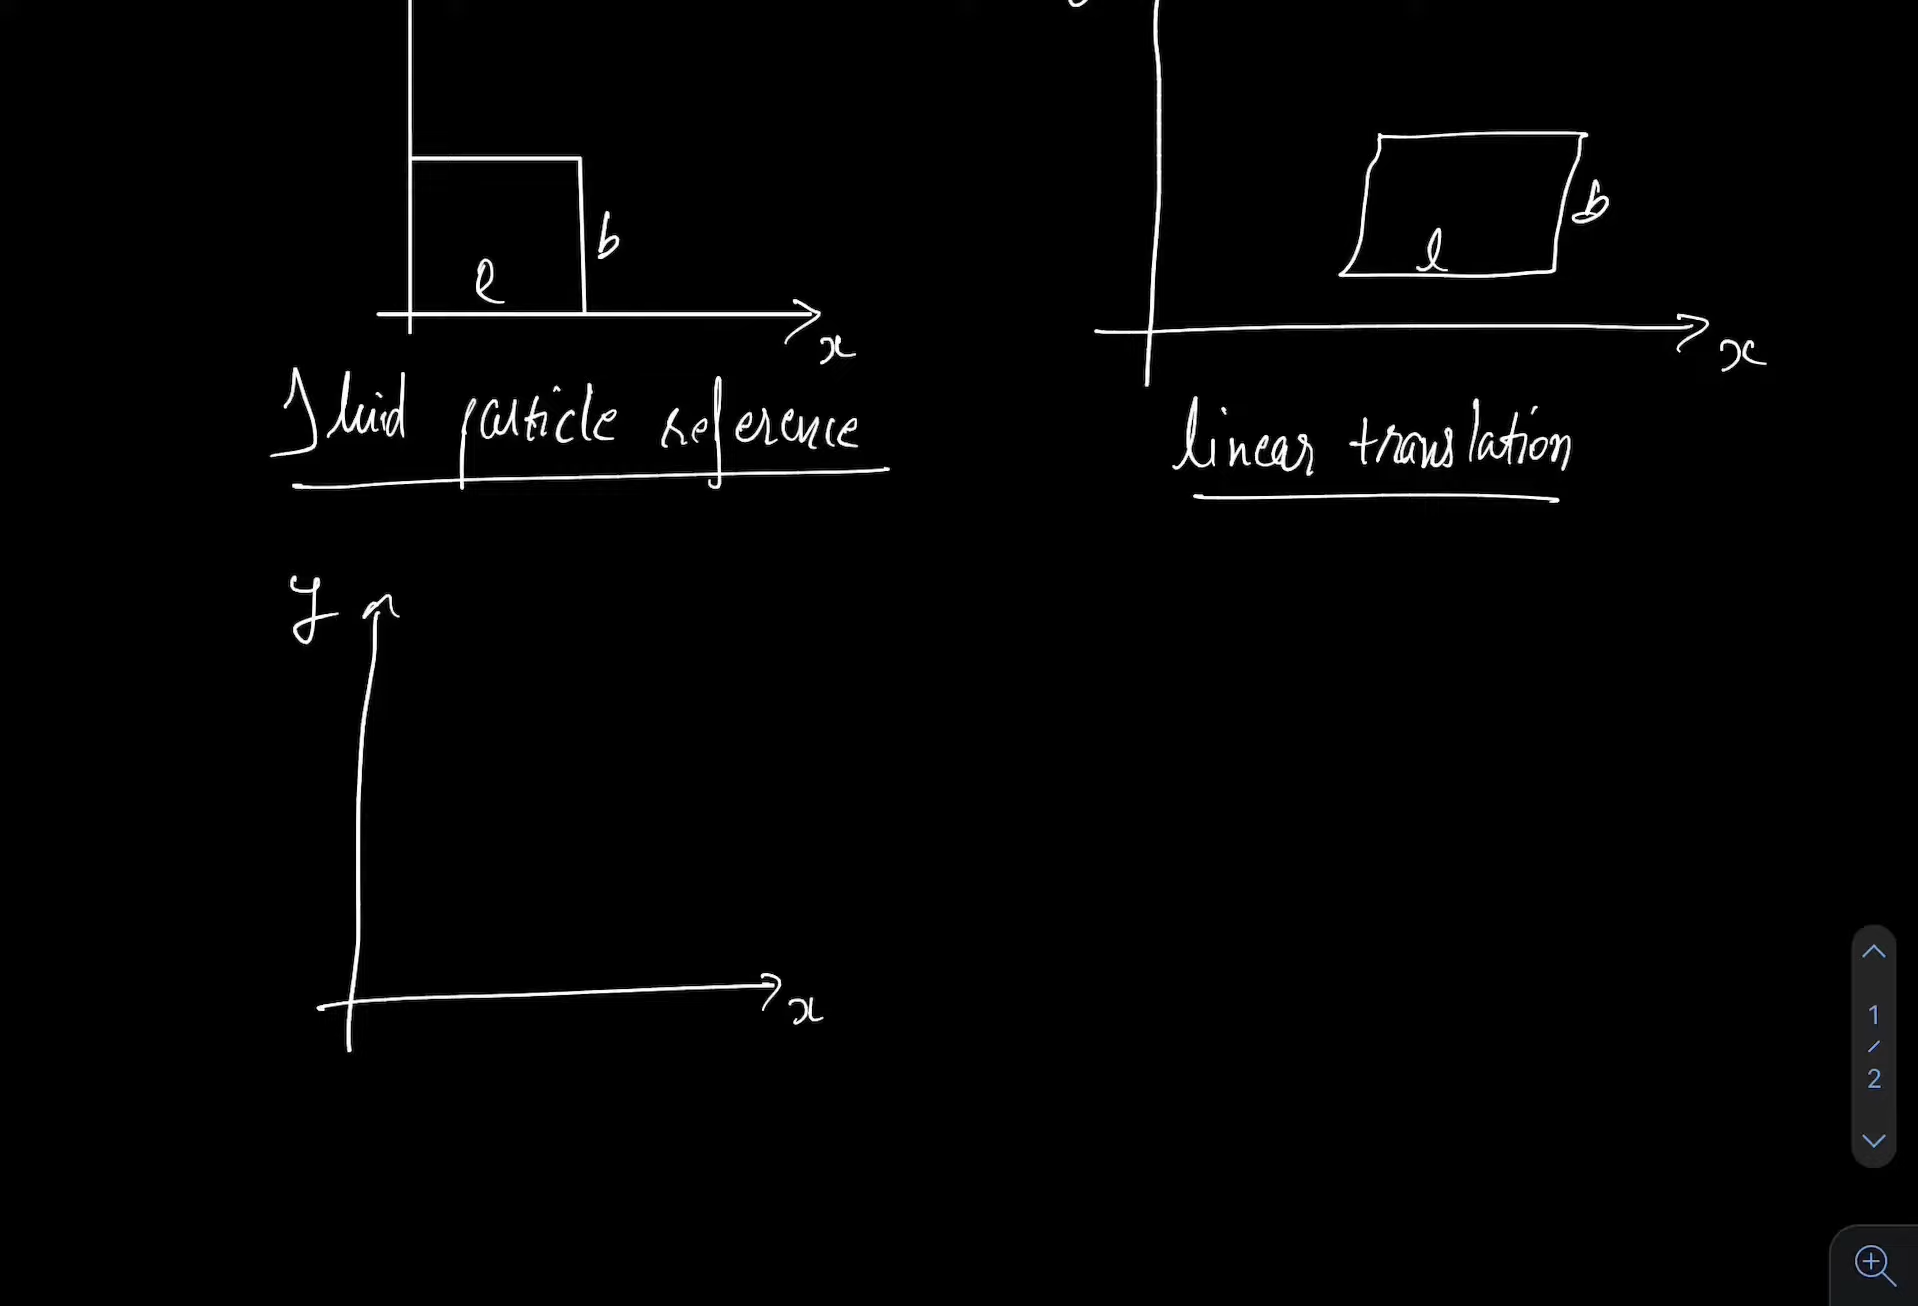 b
l
x
Fluid particle reference
b
l
x
linear translation
y
x
1
/
2